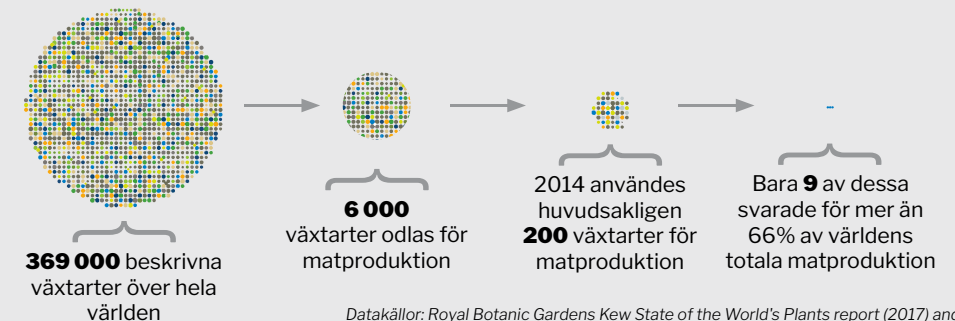 369 000 beskrivna
växtarter över hela
världen
6 000
växtarter odlas för
matproduktion
2014 användes
huvudsakligen
200 växtarter för
matproduktion
Bara 9 av dessa
svarade för mer än
66% av världens
totala matproduktion
Datakällor: Royal Botanic Gardens Kew State of the World's Plants report (2017) and